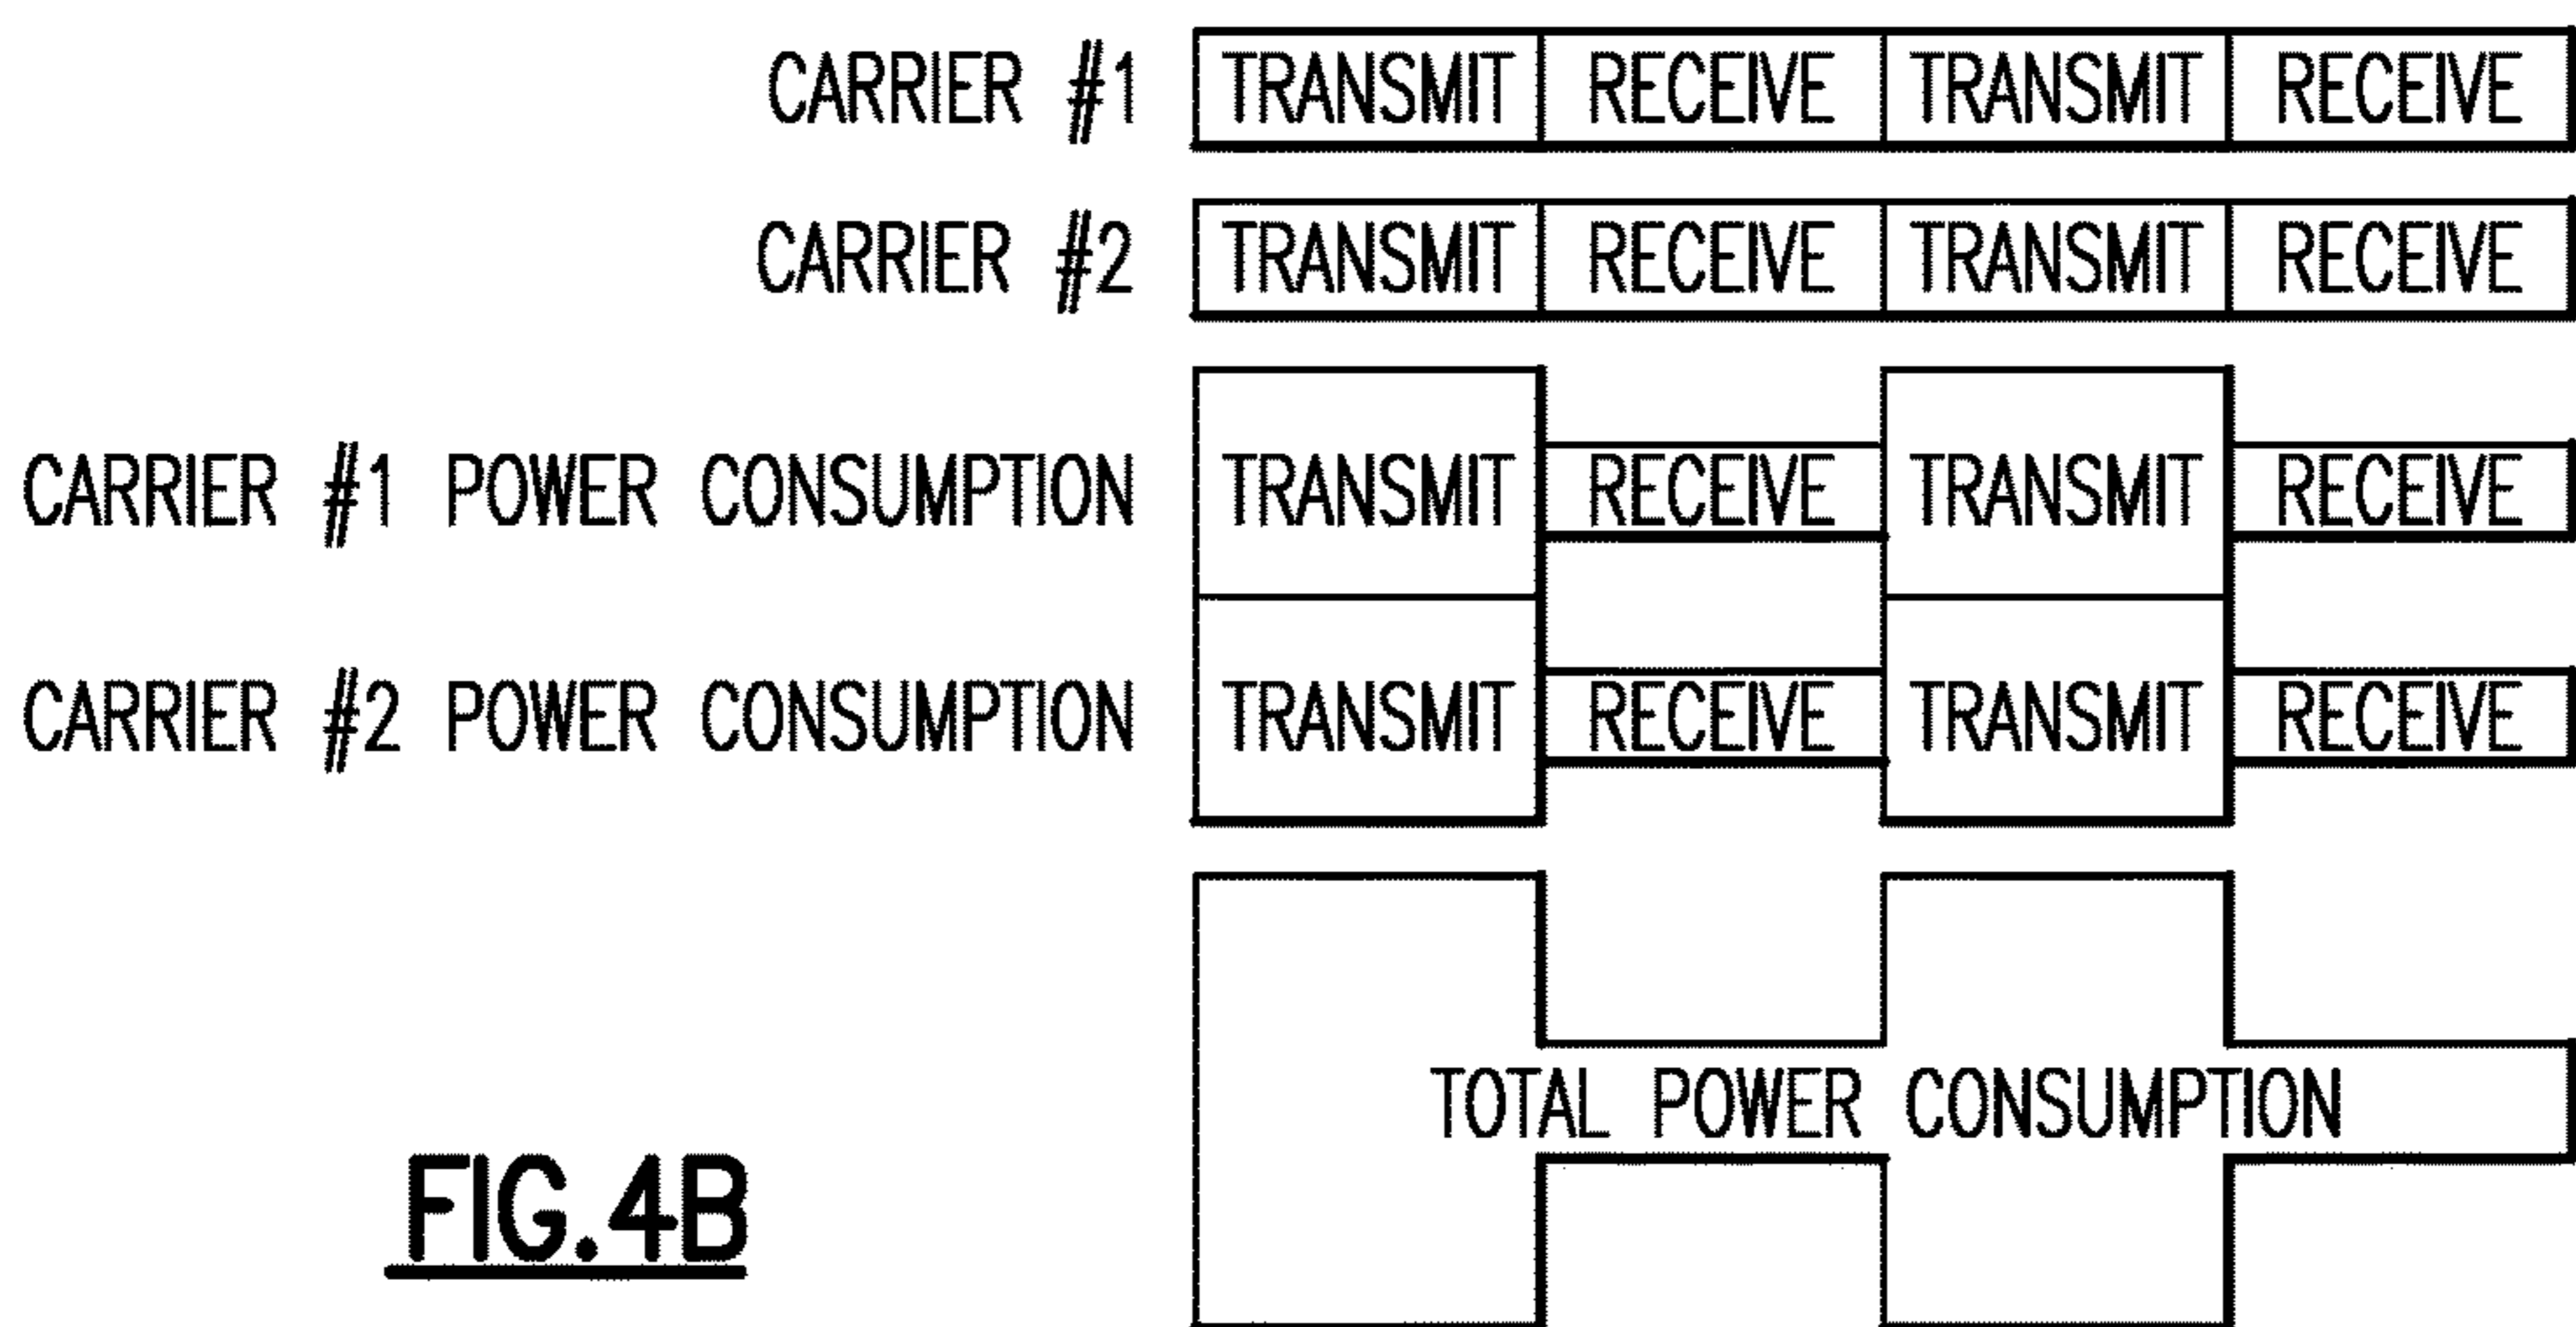 CARRIER #1 TRANSMIT RECEIVE TRANSMIT RECEIVE
CARRIER #2 TRANSMIT RECEIVE TRANSMIT RECEIVE
CARRIER #1 POWER CONSUMPTION TRANSMIT RECEIVE TRANSMIT RECEIVE
CARRIER #2 POWER CONSUMPTION TRANSMIT RECEIVE TRANSMIT RECEIVE
TOTAL POWER CONSUMPTION
FIG.4B